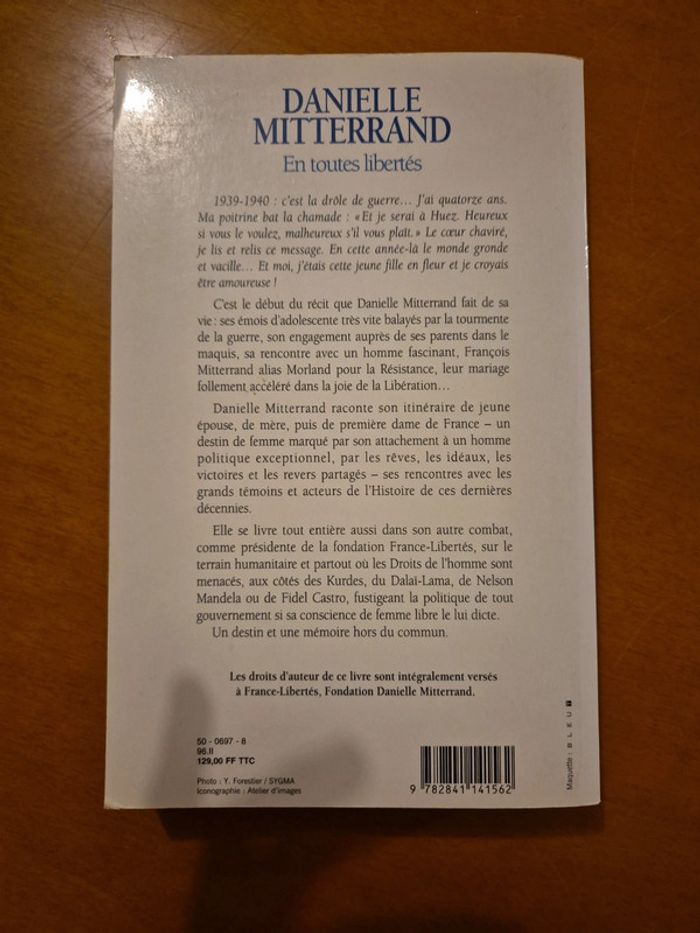 DANIELLE
MITTERRAND
En toutes libertés
1939-1940 : c'est la drôle de guerre... J'ai quatorze ans.
Ma poitrine bat la chamade : « Et je serai à Huez. Heureux
si vous le voulez, malheureux s'il vous plaît. » Le cœur chaviré,
je lis et relis ce message. En cette année-là le monde gronde
et vacille... Et moi, j'étais cette jeune fille en fleur et je croyais
être amoureuse !
C'est le début du récit que Danielle Mitterrand fait de sa
vie : ses émois d'adolescente très vite balayés par la tourmente
de la guerre, son engagement auprès de ses parents dans le
maquis, sa rencontre avec un homme fascinant, François
Mitterrand alias Morland pour la Résistance, leur mariage
follement accéléré dans la joie de la Libération...
Danielle Mitterrand raconte son itinéraire de jeune
épouse, de mère, puis de première dame de France – un
destin de femme marqué par son attachement à un homme
politique exceptionnel, par les rêves, les idéaux, les
victoires et les revers partagés – ses rencontres avec les
grands témoins et acteurs de l'Histoire de ces dernières
décennies.
Elle se livre tout entière aussi dans son autre combat,
comme présidente de la fondation France-Libertés, sur le
terrain humanitaire et partout où les Droits de l'homme sont
menacés, aux côtés des Kurdes, du Dalaï-Lama, de Nelson
Mandela ou de Fidel Castro, fustigeant la politique de tout
gouvernement si sa conscience de femme libre le lui dicte.
Un destin et une mémoire hors du commun.
Les droits d'auteur de ce livre sont intégralement versés
à France-Libertés, Fondation Danielle Mitterrand.
50 - 0697 - 8
96.II
129,00 FF TTC
Photo : Y. Forestier / SYGMA
Iconographie : Atelier d'images
9 782841 141562
Maquette : BLEU T